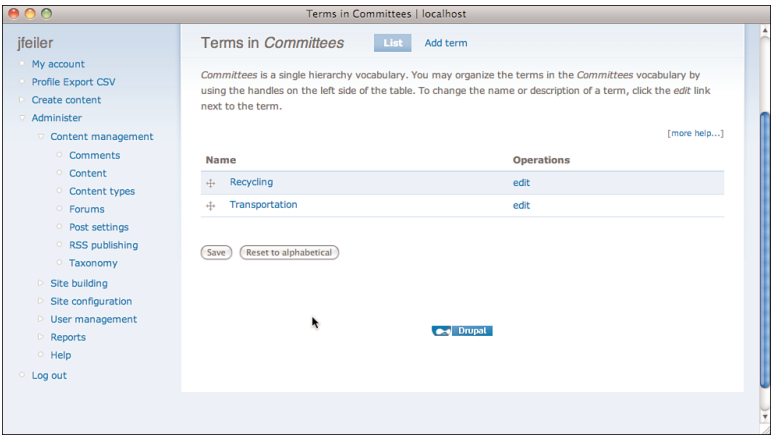 Terms in Committees | localhost
jfeiler
My account
Profile Export CSV
Create content
Administer
Content management
Comments
Content
Content types
Forums
Post settings
RSS publishing
Taxonomy
Site building
Site configuration
User management
Reports
Help
Log out
Terms in Committees
List
Add term
Committees is a single hierarchy vocabulary. You may organize the terms in the Committees vocabulary by
using the handles on the left side of the table. To change the name or description of a term, click the edit link
next to the term.
[more help...]
Name Operations
Recycling edit
Transportation edit
Save Reset to alphabetical
Drupal